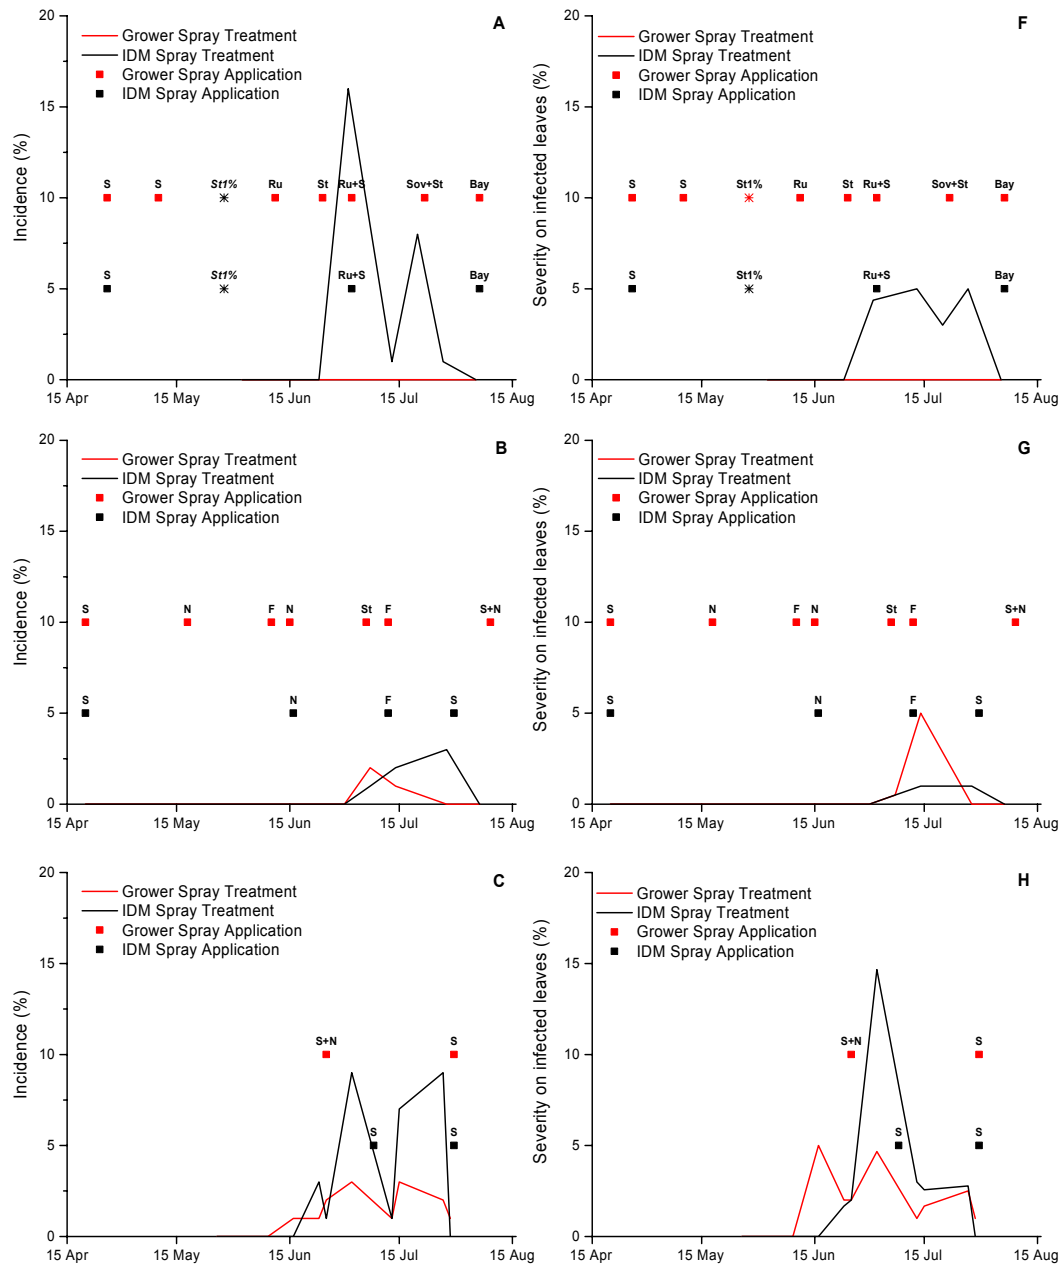 A
Grower Spray Treatment
IDM Spray Treatment
Grower Spray Application
IDM Spray Application
Incidence (%)
20
15
10
5
0
S S St1% Ru St Ru+S Sov+St Bay
S St1% Ru+S Bay
15 Apr 15 May 15 Jun 15 Jul 15 Aug
F
Grower Spray Treatment
IDM Spray Treatment
Grower Spray Application
IDM Spray Application
Severity on infected leaves (%)
20
15
10
5
0
S S St1% Ru St Ru+S Sov+St Bay
S St1% Ru+S Bay
15 Apr 15 May 15 Jun 15 Jul 15 Aug
B
Grower Spray Treatment
IDM Spray Treatment
Grower Spray Application
IDM Spray Application
Incidence (%)
20
15
10
5
0
S N F N St F S+N
S N F S
15 Apr 15 May 15 Jun 15 Jul 15 Aug
G
Grower Spray Treatment
IDM Spray Treatment
Grower Spray Application
IDM Spray Application
Severity on infected leaves (%)
20
15
10
5
0
S N F N St F S+N
S N F S
15 Apr 15 May 15 Jun 15 Jul 15 Aug
C
Grower Spray Treatment
IDM Spray Treatment
Grower Spray Application
IDM Spray Application
Incidence (%)
20
15
10
5
0
S+N S
S S
15 Apr 15 May 15 Jun 15 Jul 15 Aug
H
Grower Spray Treatment
IDM Spray Treatment
Grower Spray Application
IDM Spray Application
Severity on infected leaves (%)
20
15
10
5
0
S+N S
S S
15 Apr 15 May 15 Jun 15 Jul 15 Aug